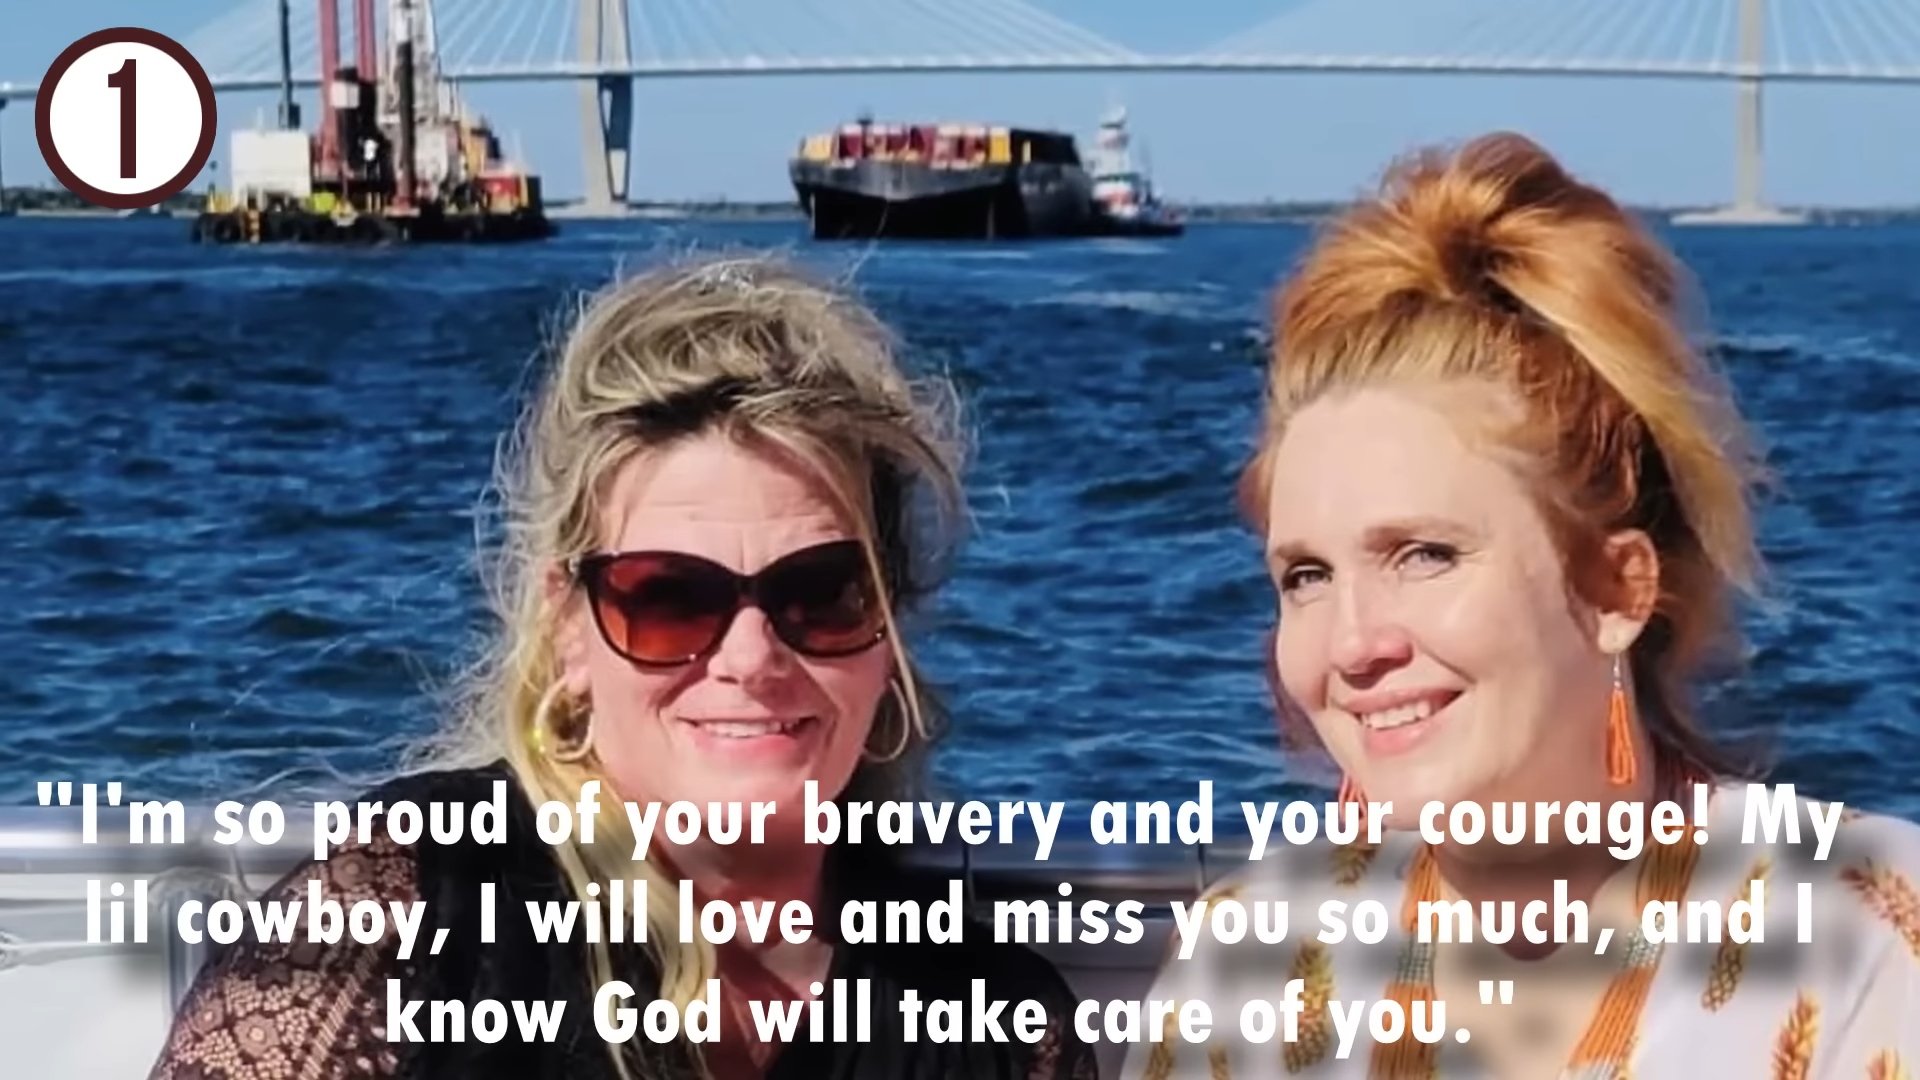 1
"I'm so proud of your bravery and your courage! My
lil cowboy, I will love and miss you so much, and I
know God will take care of you."